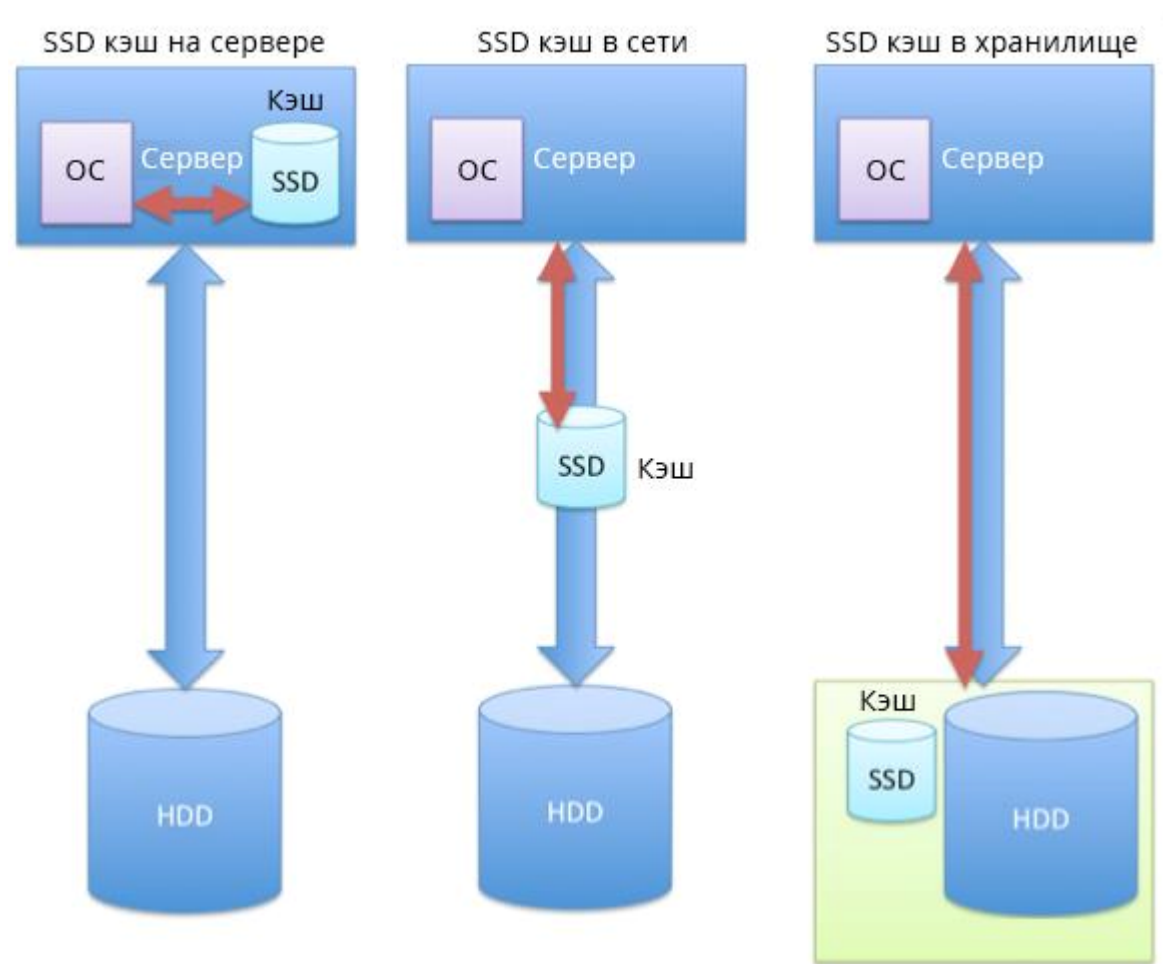 SSD кэш на сервере
SSD кэш в сети
SSD кэш в хранилище
Кэш
ОС
Сервер
SSD
ОС
Сервер
ОС
Сервер
SSD
Кэш
HDD
HDD
Кэш
SSD
HDD